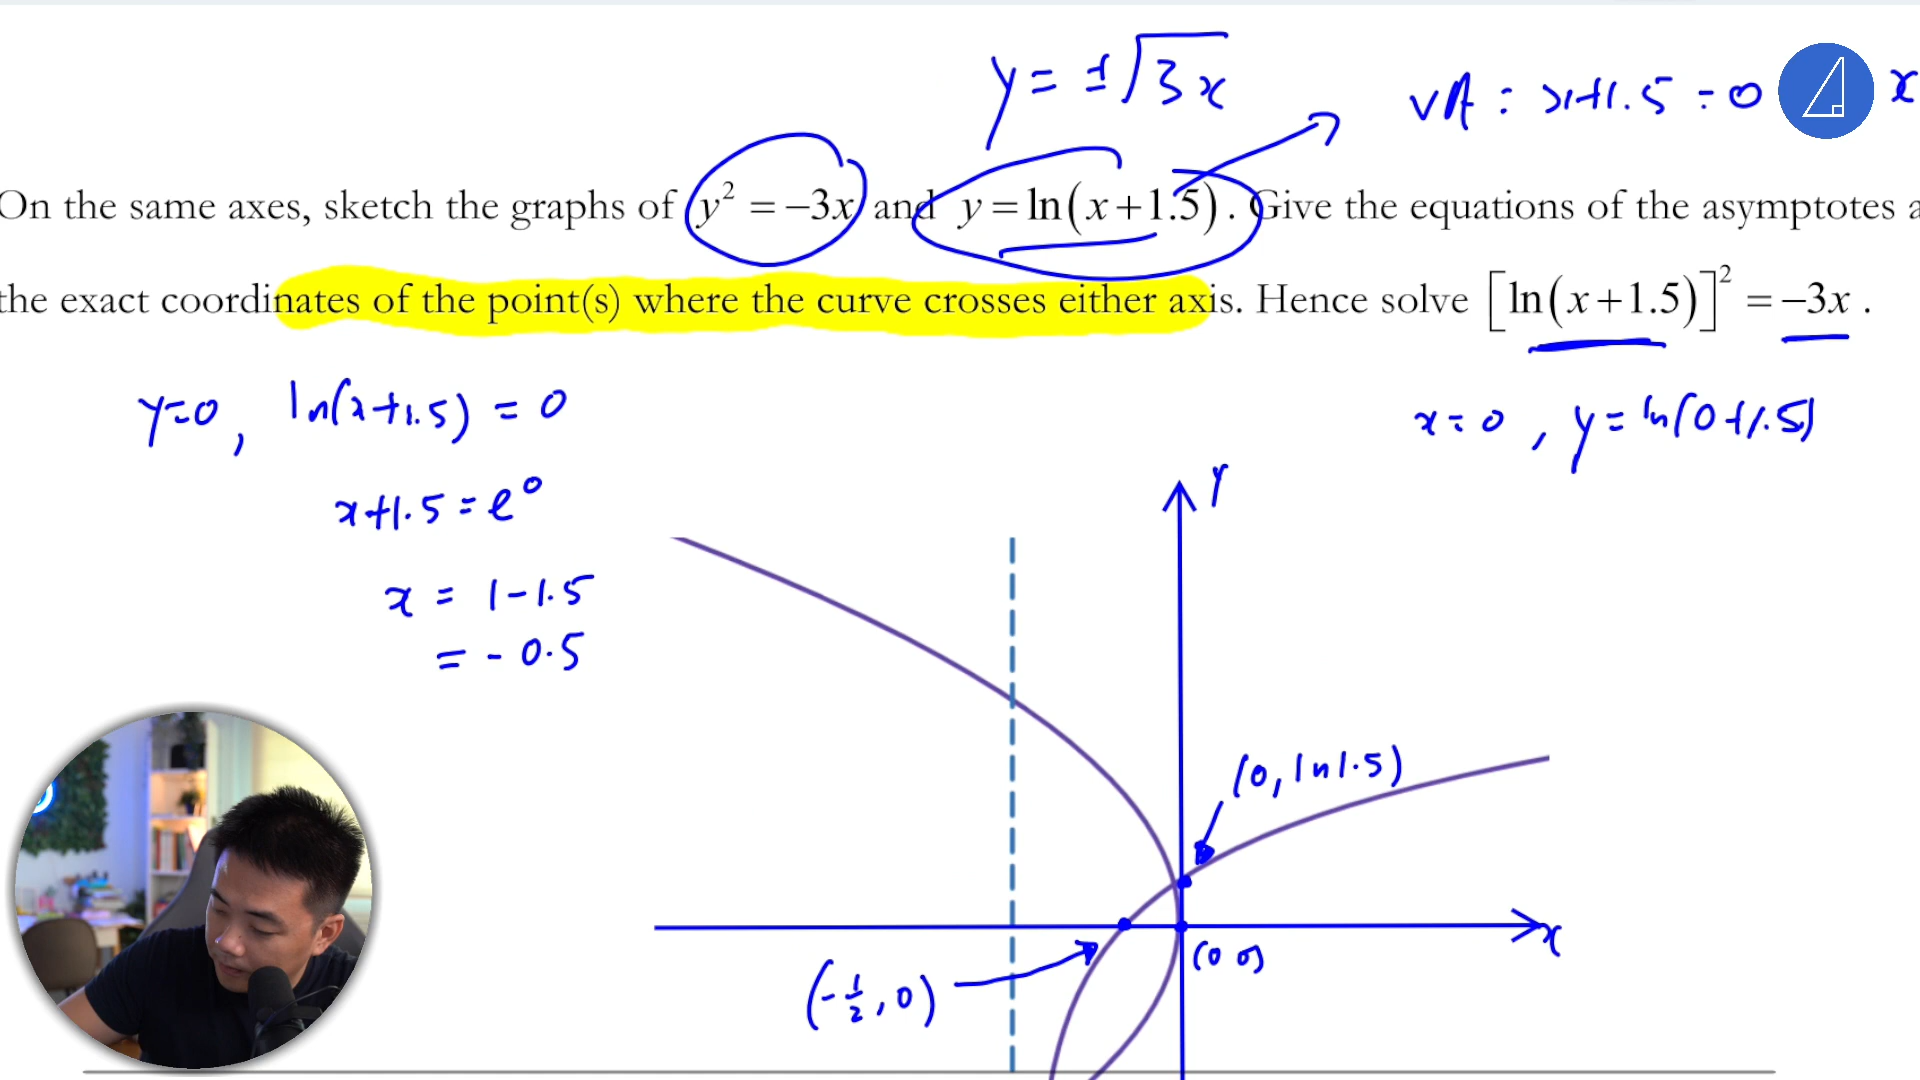 y = ±√3x
VA : x+1.5 = 0
x
On the same axes, sketch the graphs of y² = −3x and y = ln(x+1.5). Give the equations of the asymptotes a
the exact coordinates of the point(s) where the curve crosses either axis. Hence solve [ln(x+1.5)]² = −3x .
y=0, ln(x+1.5) = 0
x=0 , y = ln(0+1.5)
x+1.5 = e⁰
x = 1-1.5
= - 0.5
Y
(0, ln1.5)
x
(0 0)
(-½, 0)